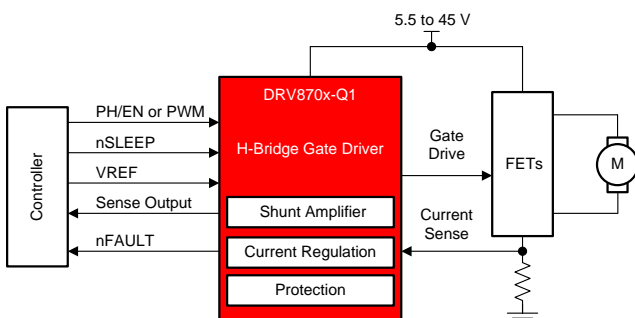 5.5 to 45 V
DRV870x-Q1
H-Bridge Gate Driver
Controller
PH/EN or PWM
nSLEEP
VREF
Sense Output
nFAULT
Shunt Amplifier
Current Regulation
Protection
Gate
Drive
Current
Sense
FETs
M